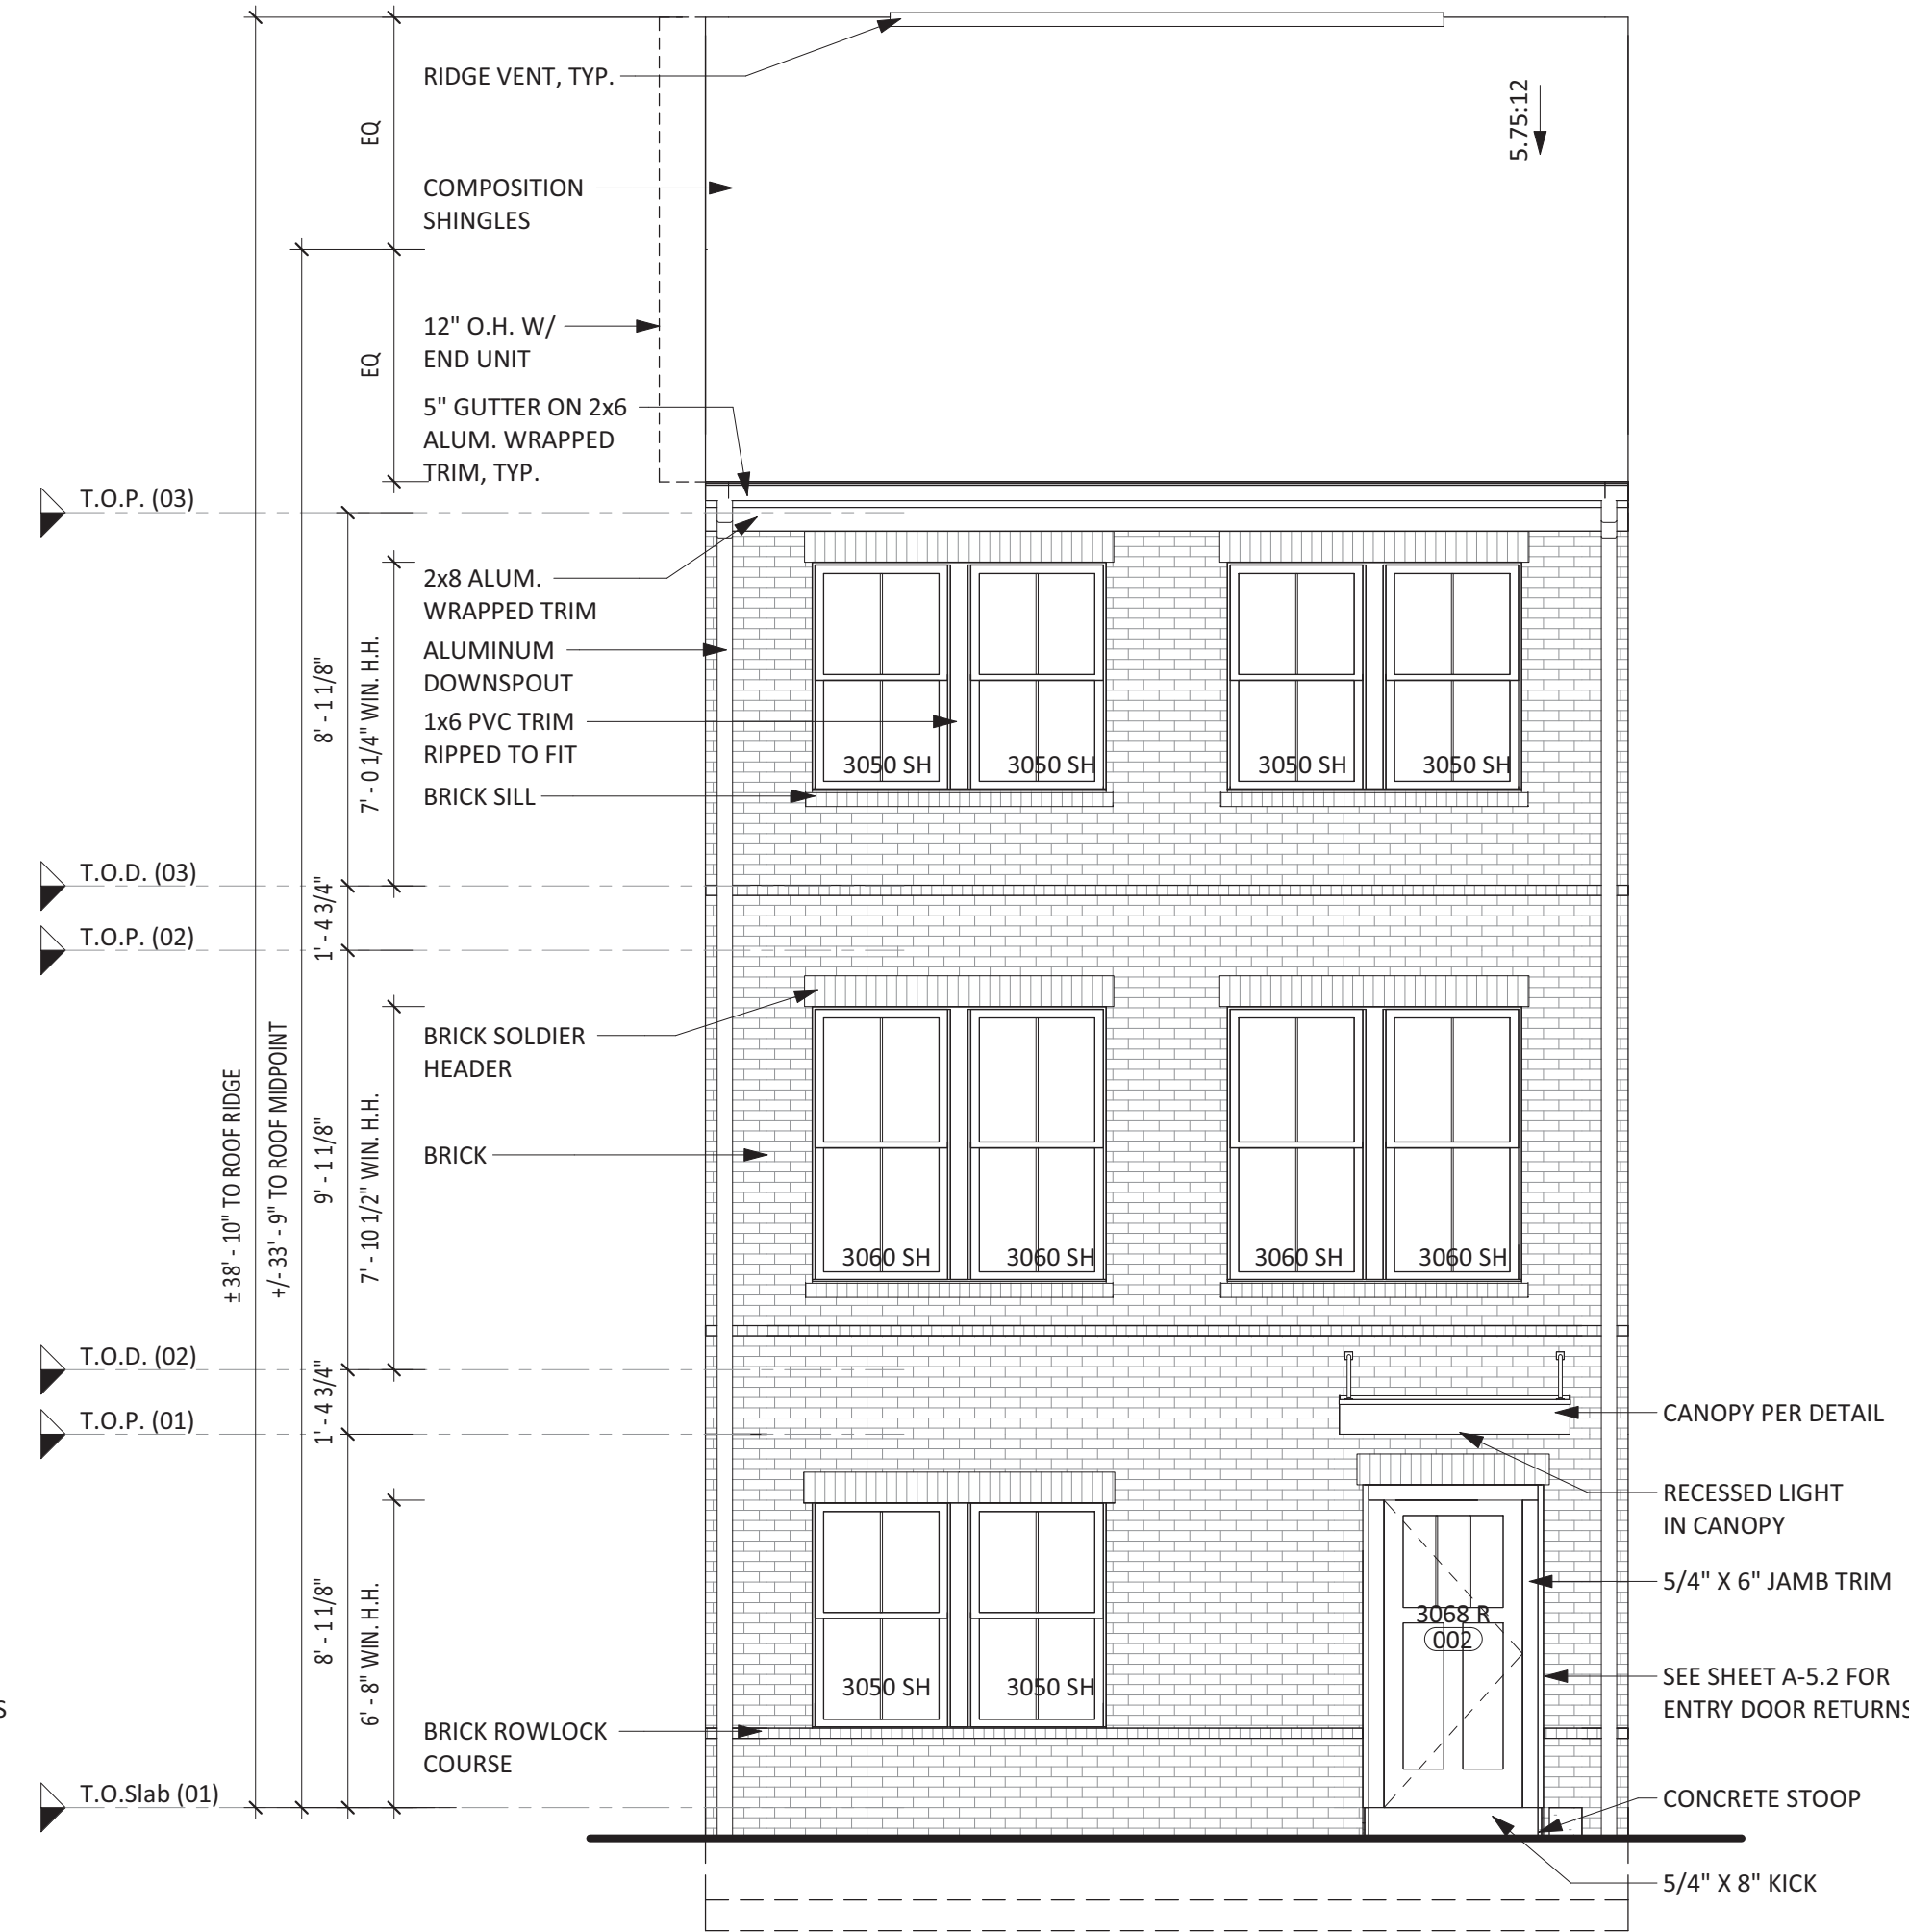 RIDGE VENT, TYP.
5.75:12
EQ
COMPOSITION
SHINGLES
12" O.H. W/
END UNIT
EQ
5" GUTTER ON 2x6
ALUM. WRAPPED
TRIM, TYP.
T.O.P. (03)
2x8 ALUM.
WRAPPED TRIM
ALUMINUM
DOWNSPOUT
8' - 1 1/8"
7' - 0 1/4" WIN. H.H.
1x6 PVC TRIM
RIPPED TO FIT
3050 SH
3050 SH
3050 SH
3050 SH
BRICK SILL
T.O.D. (03)
1' - 4 3/4"
T.O.P. (02)
BRICK SOLDIER
HEADER
± 38' - 10" TO ROOF RIDGE
+/- 33' - 9" TO ROOF MIDPOINT
9' - 1 1/8"
7' - 10 1/2" WIN. H.H.
BRICK
3060 SH
3060 SH
3060 SH
3060 SH
T.O.D. (02)
1' - 4 3/4"
T.O.P. (01)
CANOPY PER DETAIL
RECESSED LIGHT
IN CANOPY
5/4" X 6" JAMB TRIM
8' - 1 1/8"
6' - 8" WIN. H.H.
3068 R
002
3050 SH
3050 SH
SEE SHEET A-5.2 FOR
ENTRY DOOR RETURNS
S
BRICK ROWLOCK
COURSE
T.O.Slab (01)
CONCRETE STOOP
5/4" X 8" KICK